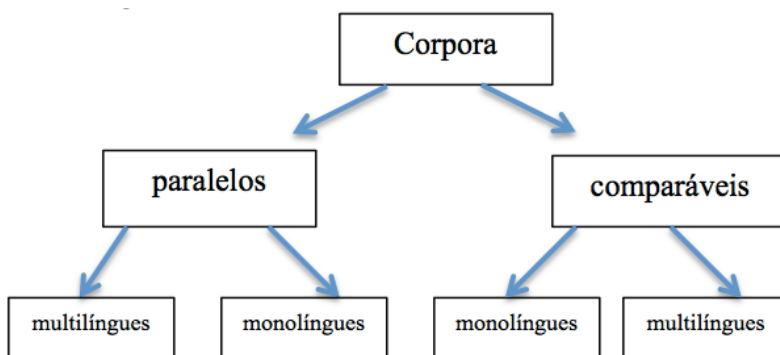 Corpora
paralelos
comparáveis
multilíngues
monolíngues
monolíngues
multilíngues